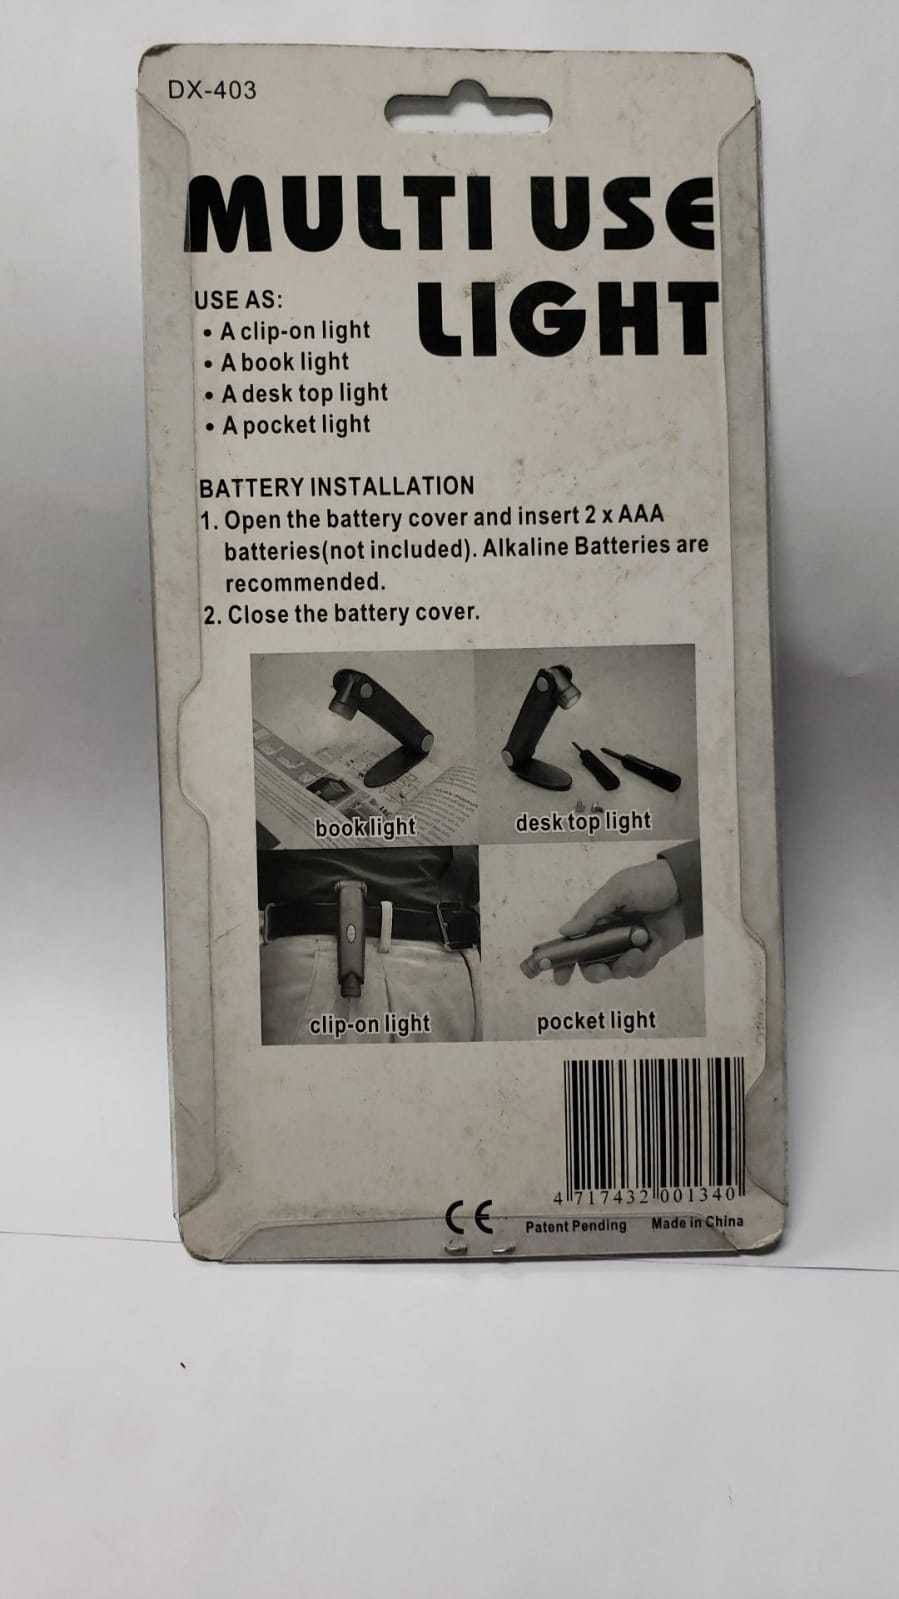 DX-403
MULTI USE
LIGHT
USE AS:
• A clip-on light
• A book light
• A desk top light
• A pocket light
BATTERY INSTALLATION
1. Open the battery cover and insert 2 x AAA
batteries(not included). Alkaline Batteries are
recommended.
2. Close the battery cover.
book light
desk top light
clip-on light
pocket light
4 717432 001340
CE
Patent Pending Made in China